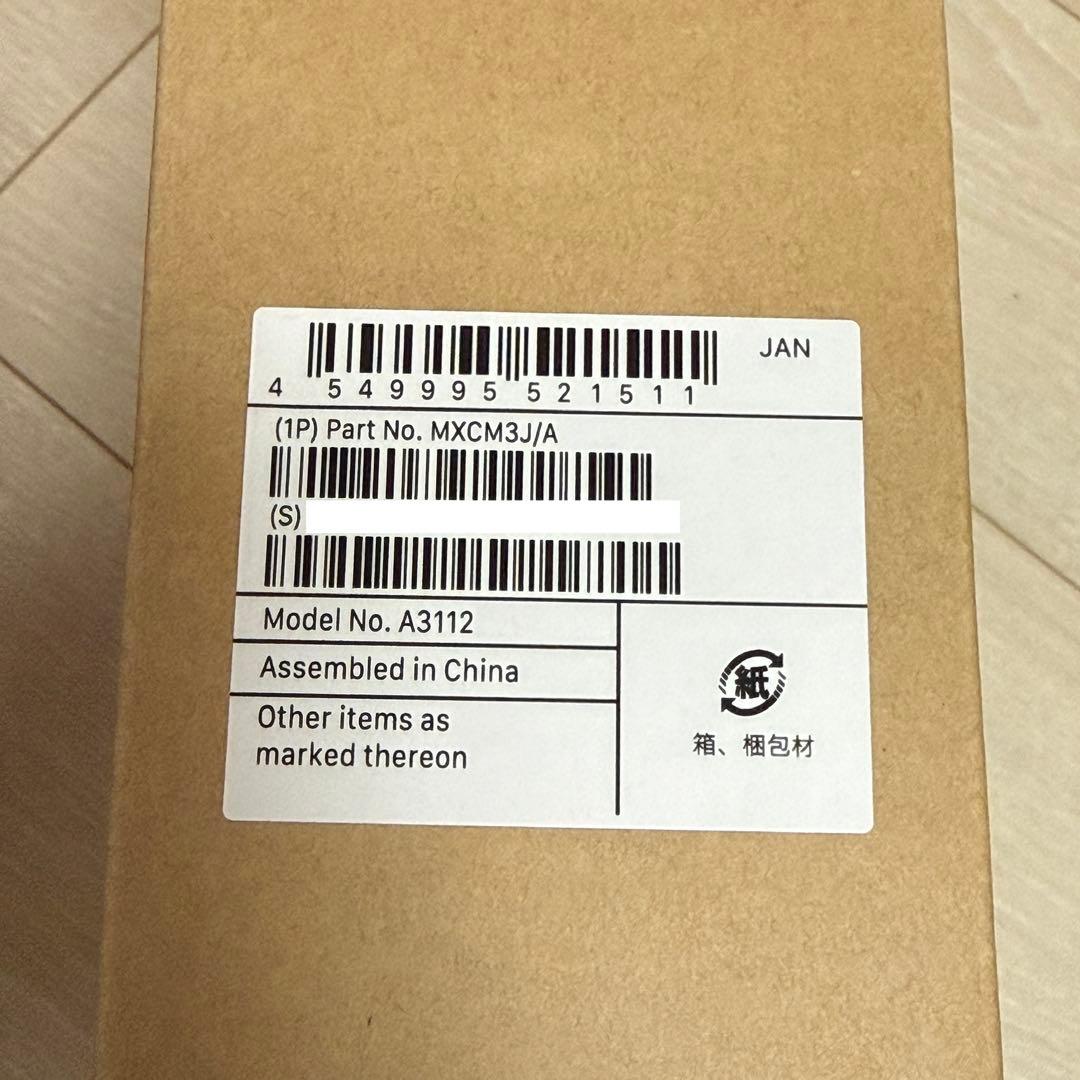 JAN
4 549995 521511
(1P) Part No. MXCM3J/A
(S)
Model No. A3112
Assembled in China
Other items as
marked thereon
紙
箱、梱包材